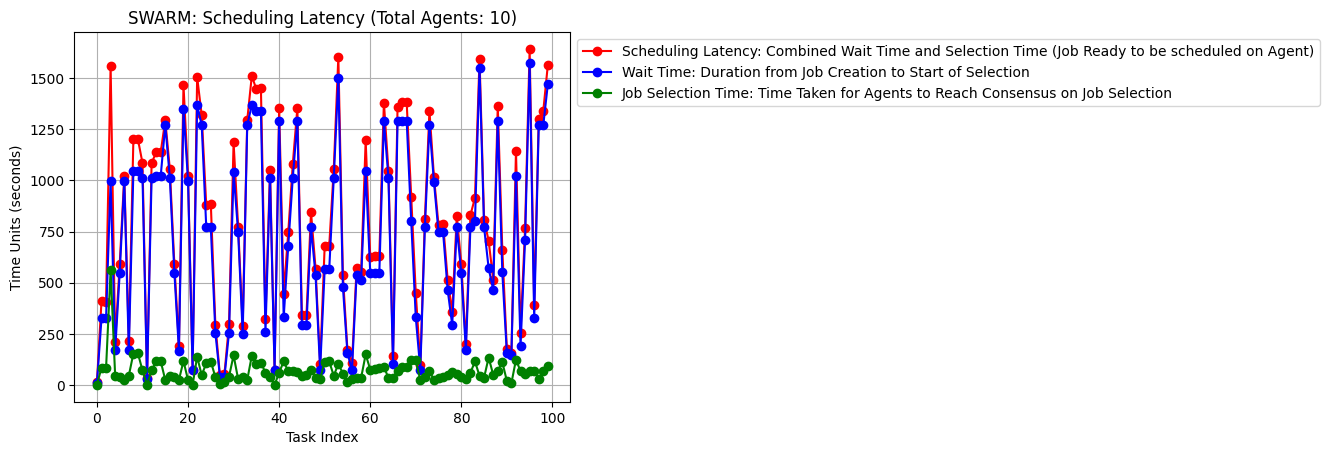 SWARM: Scheduling Latency (Total Agents: 10)
Scheduling Latency: Combined Wait Time and Selection Time (Job Ready to be scheduled on Agent)
Wait Time: Duration from Job Creation to Start of Selection
Job Selection Time: Time Taken for Agents to Reach Consensus on Job Selection
Time Units (seconds)
1500
1250
1000
750
500
250
0
0 20 40 60 80 100
Task Index